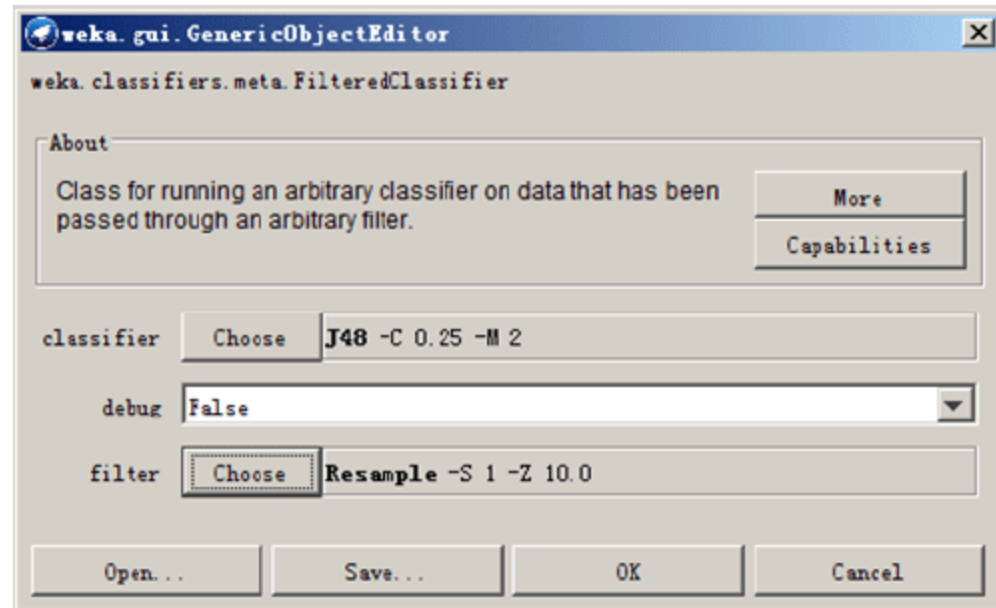 weka.gui.GenericObjectEditor
weka.classifiers.meta.FilteredClassifier
About
Class for running an arbitrary classifier on data that has been
passed through an arbitrary filter.
More
Capabilities
classifier Choose J48 -C 0.25 -M 2
debug False
filter Choose Resample -S 1 -Z 10.0
Open... Save... OK Cancel